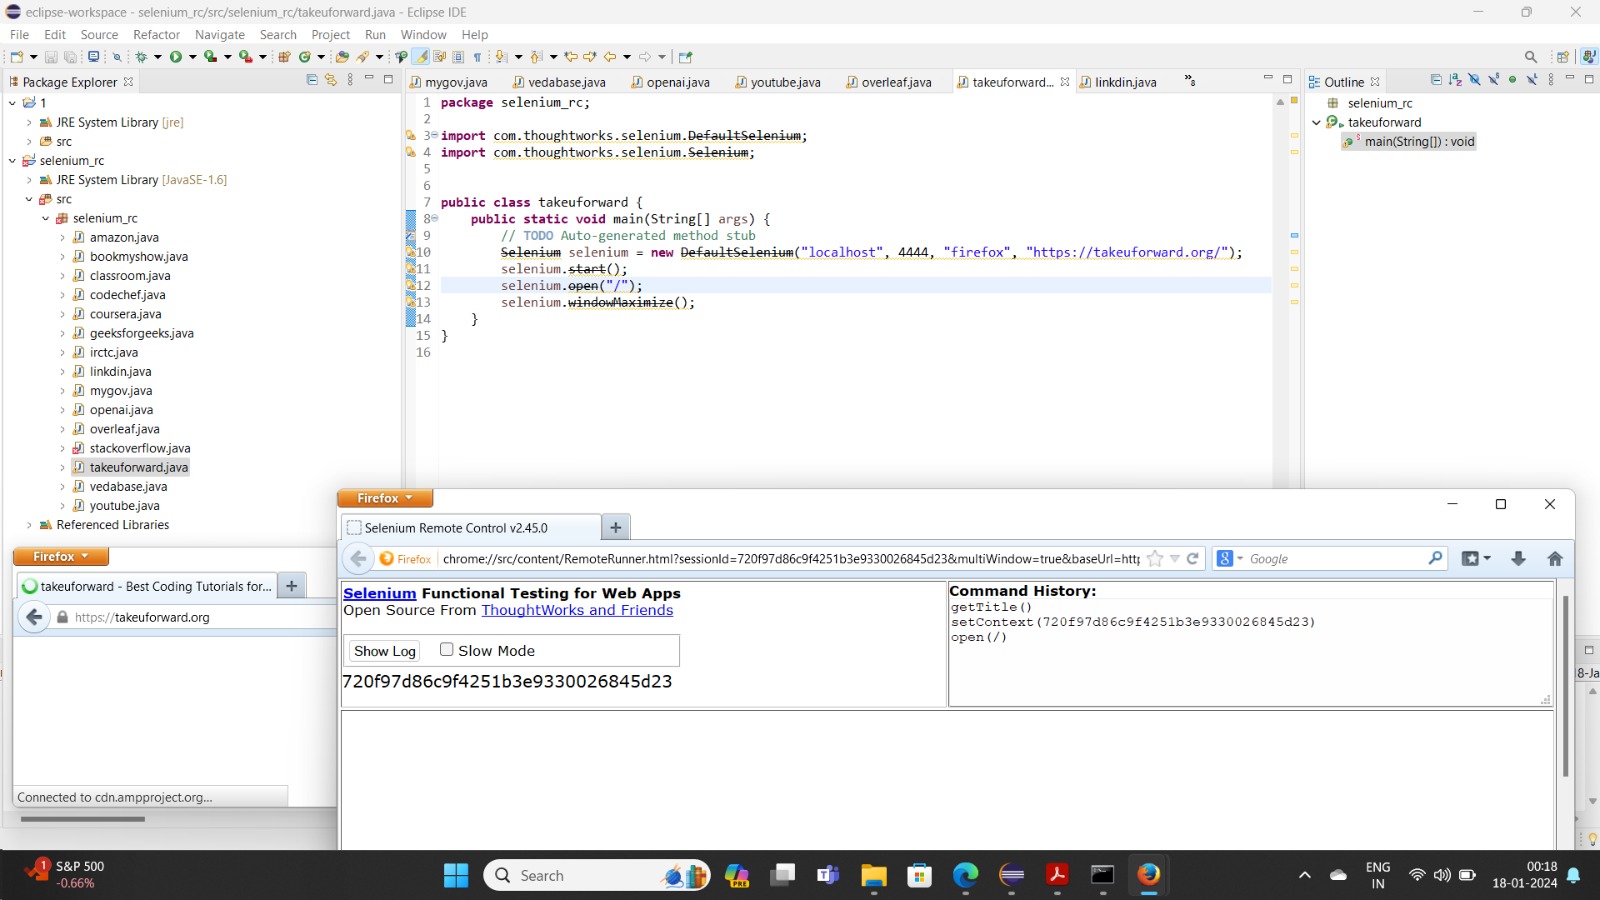 eclipse-workspace - selenium_rc/src/selenium_rc/takeuforward.java - Eclipse IDE
File Edit Source Refactor Navigate Search Project Run Window Help
Package Explorer
1
JRE System Library [jre]
src
selenium_rc
JRE System Library [JavaSE-1.6]
src
selenium_rc
amazon.java
bookmyshow.java
classroom.java
codechef.java
coursera.java
geeksforgeeks.java
irctc.java
linkdin.java
mygov.java
openai.java
overleaf.java
stackoverflow.java
takeuforward.java
vedabase.java
youtube.java
Referenced Libraries
mygov.java vedabase.java openai.java youtube.java overleaf.java takeuforward... linkdin.java »8
1 package selenium_rc;
2
3 import com.thoughtworks.selenium.DefaultSelenium;
4 import com.thoughtworks.selenium.Selenium;
5
6
7 public class takeuforward {
8 public static void main(String[] args) {
9 // TODO Auto-generated method stub
10 Selenium selenium = new DefaultSelenium("localhost", 4444, "firefox", "https://takeuforward.org/");
11 selenium.start();
12 selenium.open("/");
13 selenium.windowMaximize();
14 }
15 }
16
Outline
selenium_rc
takeuforward
main(String[]) : void
Firefox
takeuforward - Best Coding Tutorials for...
https://takeuforward.org
Connected to cdn.ampproject.org...
Firefox
Selenium Remote Control v2.45.0
Firefox chrome://src/content/RemoteRunner.html?sessionId=720f97d86c9f4251b3e9330026845d23&multiWindow=true&baseUrl=http
Google
Selenium Functional Testing for Web Apps
Open Source From ThoughtWorks and Friends
Show Log Slow Mode
720f97d86c9f4251b3e9330026845d23
Command History:
getTitle()
setContext(720f97d86c9f4251b3e9330026845d23)
open(/)
8-Ja
1
S&P 500
-0.66%
Search
PRE
ENG
IN
00:18
18-01-2024